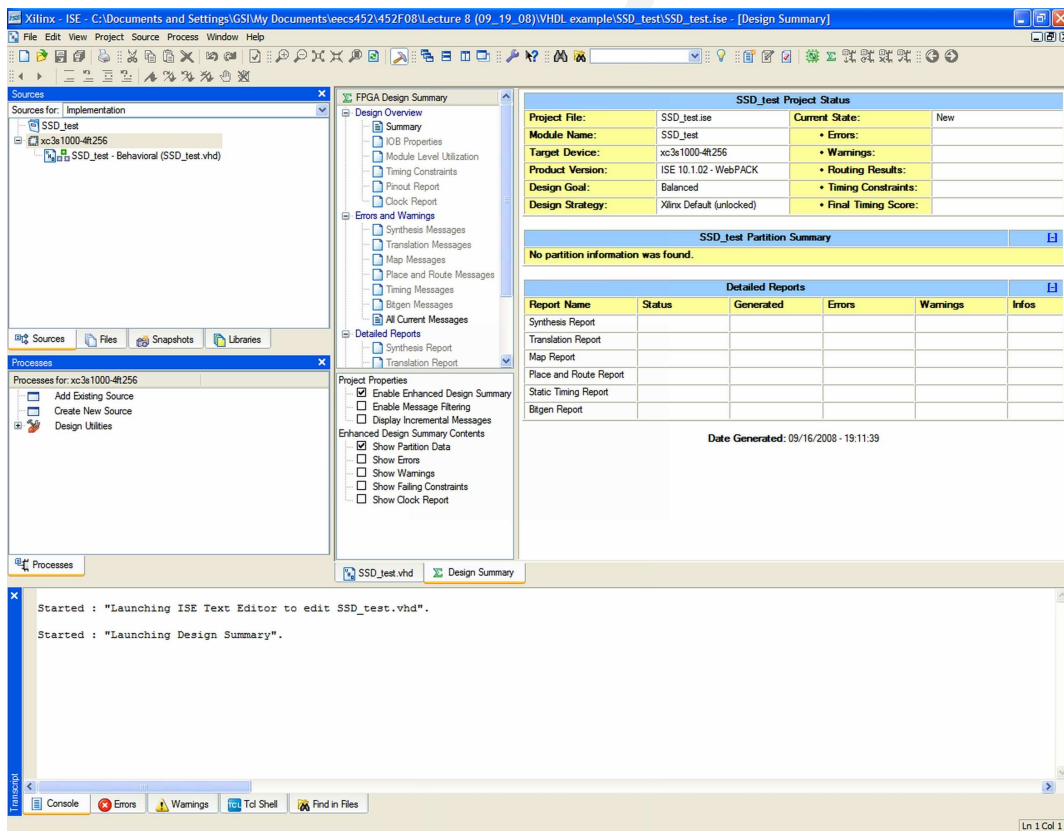 Xilinx - ISE - C:\Documents and Settings\GSI\My Documents\eecs452\452F08\Lecture 8 (09_19_08)\VHDL example\SSD_test\SSD_test.ise - [Design Summary]
File Edit View Project Source Process Window Help
Sources
Sources for: Implementation
SSD_test
xc3s1000-4ft256
SSD_test - Behavioral (SSD_test.vhd)
Sources Files Snapshots Libraries
Processes
Processes for: xc3s1000-4ft256
Add Existing Source
Create New Source
Design Utilities
Processes
FPGA Design Summary
Design Overview
Summary
IOB Properties
Module Level Utilization
Timing Constraints
Pinout Report
Clock Report
Errors and Warnings
Synthesis Messages
Translation Messages
Map Messages
Place and Route Messages
Timing Messages
Bitgen Messages
All Current Messages
Detailed Reports
Synthesis Report
Translation Report
Project Properties
Enable Enhanced Design Summary
Enable Message Filtering
Display Incremental Messages
Enhanced Design Summary Contents
Show Partition Data
Show Errors
Show Warnings
Show Failing Constraints
Show Clock Report
SSD_test Project Status
Project File: SSD_test.ise Current State: New
Module Name: SSD_test • Errors:
Target Device: xc3s1000-4ft256 • Warnings:
Product Version: ISE 10.1.02 - WebPACK • Routing Results:
Design Goal: Balanced • Timing Constraints:
Design Strategy: Xilinx Default (unlocked) • Final Timing Score:
SSD_test Partition Summary [-]
No partition information was found.
Detailed Reports [-]
Report Name Status Generated Errors Warnings Infos
Synthesis Report
Translation Report
Map Report
Place and Route Report
Static Timing Report
Bitgen Report
Date Generated: 09/16/2008 - 19:11:39
SSD_test.vhd Design Summary
Started : "Launching ISE Text Editor to edit SSD_test.vhd".
Started : "Launching Design Summary".
Transcript
Console Errors Warnings Tcl Shell Find in Files
Ln 1 Col 1